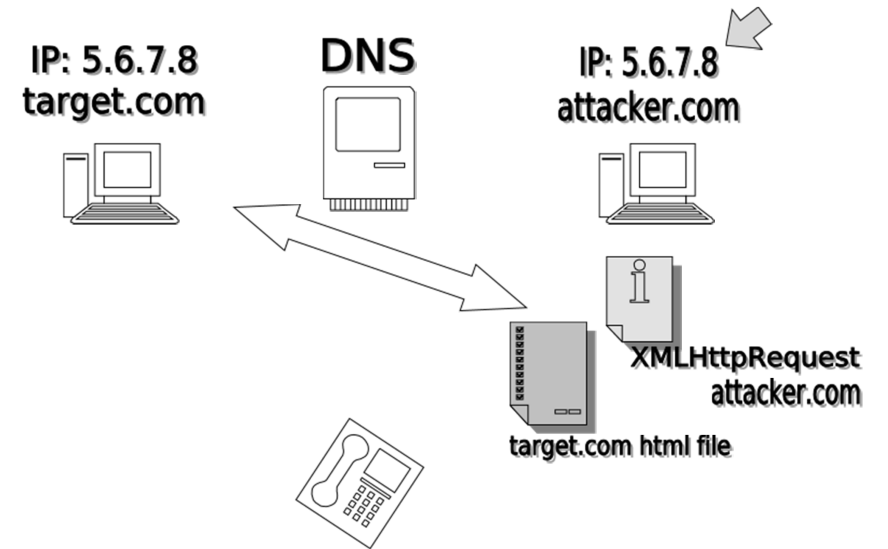 IP: 5.6.7.8
target.com
DNS
IP: 5.6.7.8
attacker.com
i
XMLHttpRequest
attacker.com
target.com html file